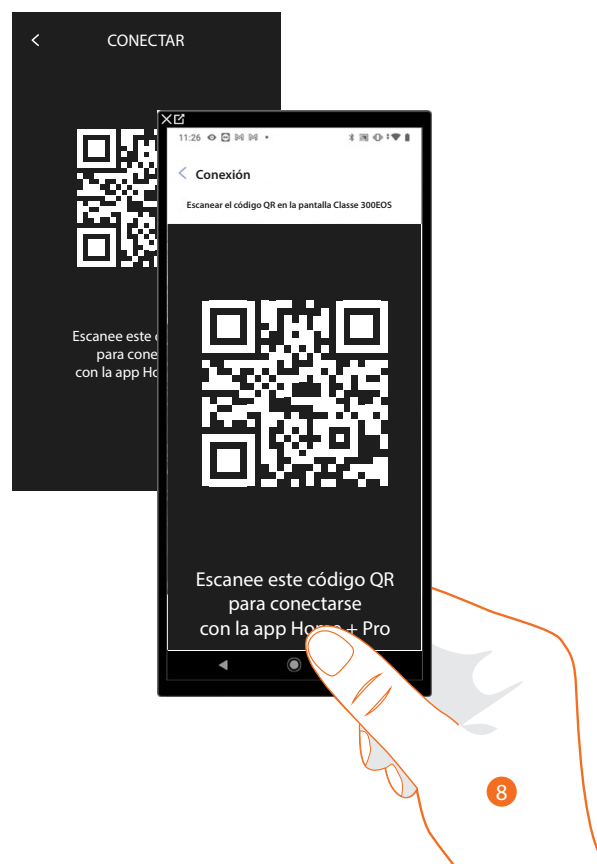 CONECTAR
Escanee este
para cone
con la app Ho
11:26
Conexión
Escanear el código QR en la pantalla Classe 300EOS
Escanee este código QR
para conectarse
con la app Home + Pro
8